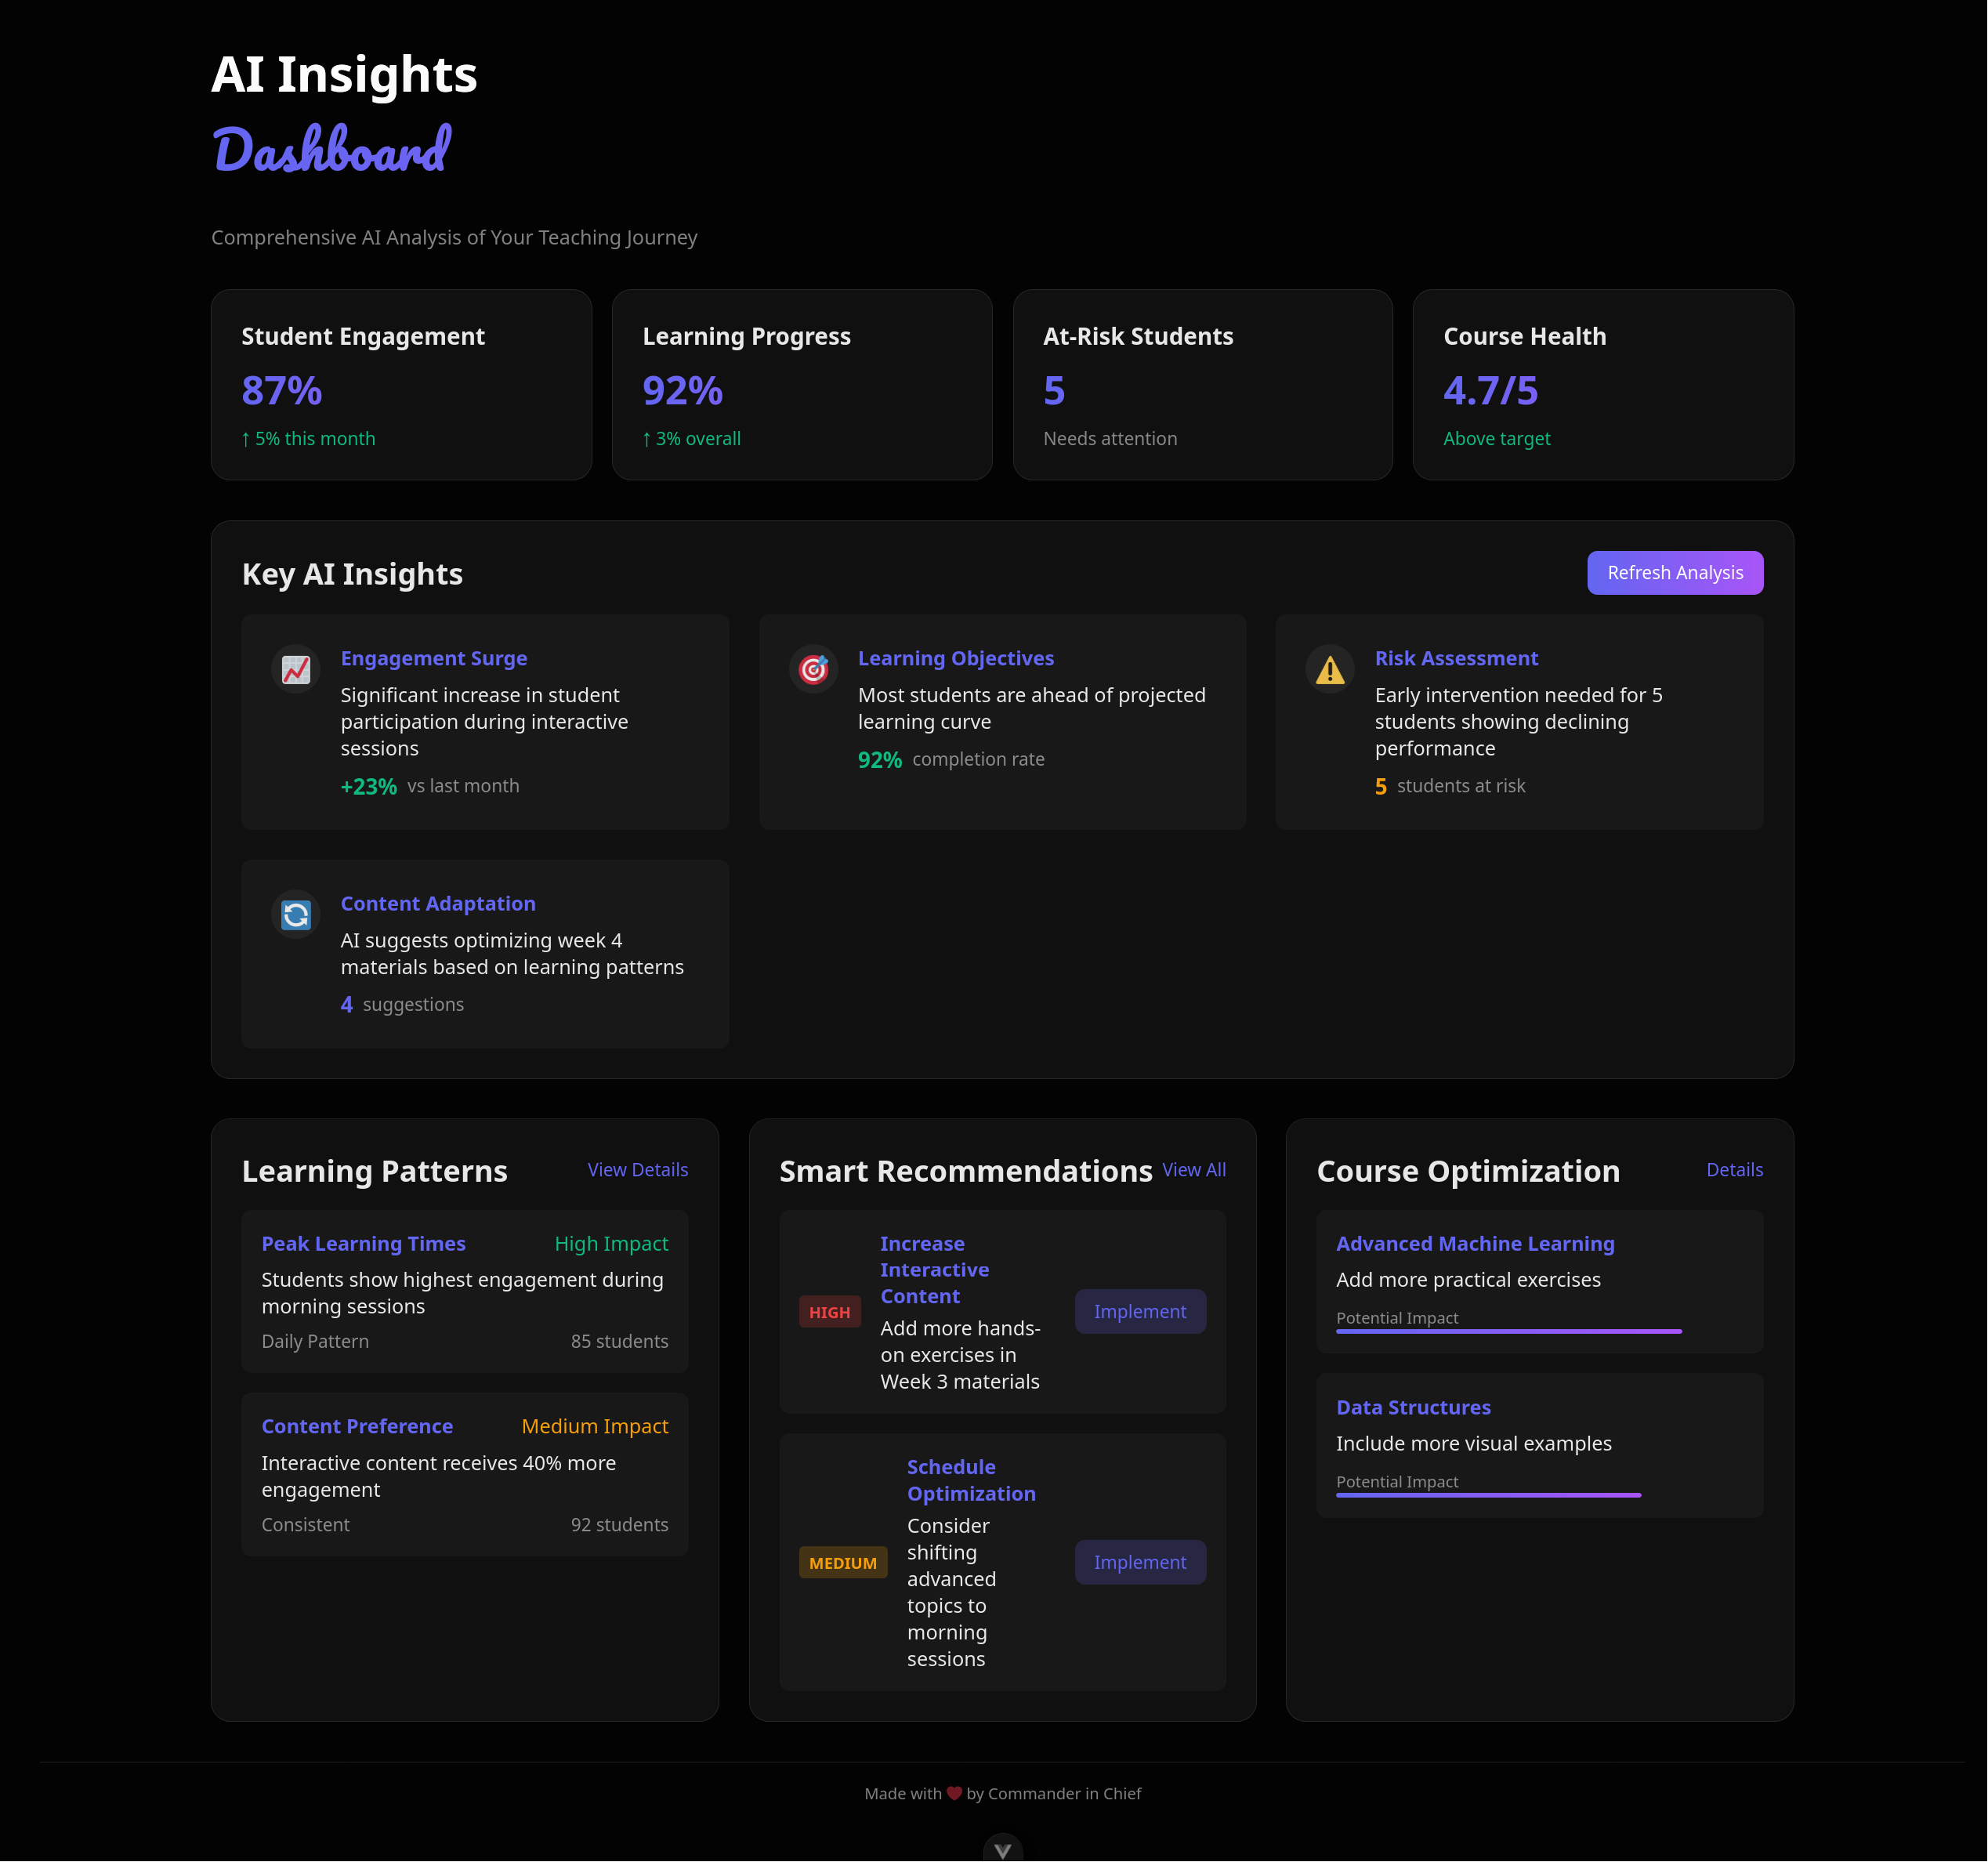 AI Insights
Dashboard
Comprehensive AI Analysis of Your Teaching Journey
Student Engagement
87%
↑ 5% this month
Learning Progress
92%
↑ 3% overall
At-Risk Students
5
Needs attention
Course Health
4.7/5
Above target
Key AI Insights
Refresh Analysis
Engagement Surge
Significant increase in student
participation during interactive
sessions
+23% vs last month
Learning Objectives
Most students are ahead of projected
learning curve
92% completion rate
Risk Assessment
Early intervention needed for 5
students showing declining
performance
5 students at risk
Content Adaptation
AI suggests optimizing week 4
materials based on learning patterns
4 suggestions
Learning Patterns
View Details
Peak Learning Times
High Impact
Students show highest engagement during
morning sessions
Daily Pattern
85 students
Content Preference
Medium Impact
Interactive content receives 40% more
engagement
Consistent
92 students
Smart Recommendations
View All
HIGH
Increase
Interactive
Content
Add more hands-
on exercises in
Week 3 materials
Implement
MEDIUM
Schedule
Optimization
Consider
shifting
advanced
topics to
morning
sessions
Implement
Course Optimization
Details
Advanced Machine Learning
Add more practical exercises
Potential Impact
Data Structures
Include more visual examples
Potential Impact
Made with ❤️ by Commander in Chief